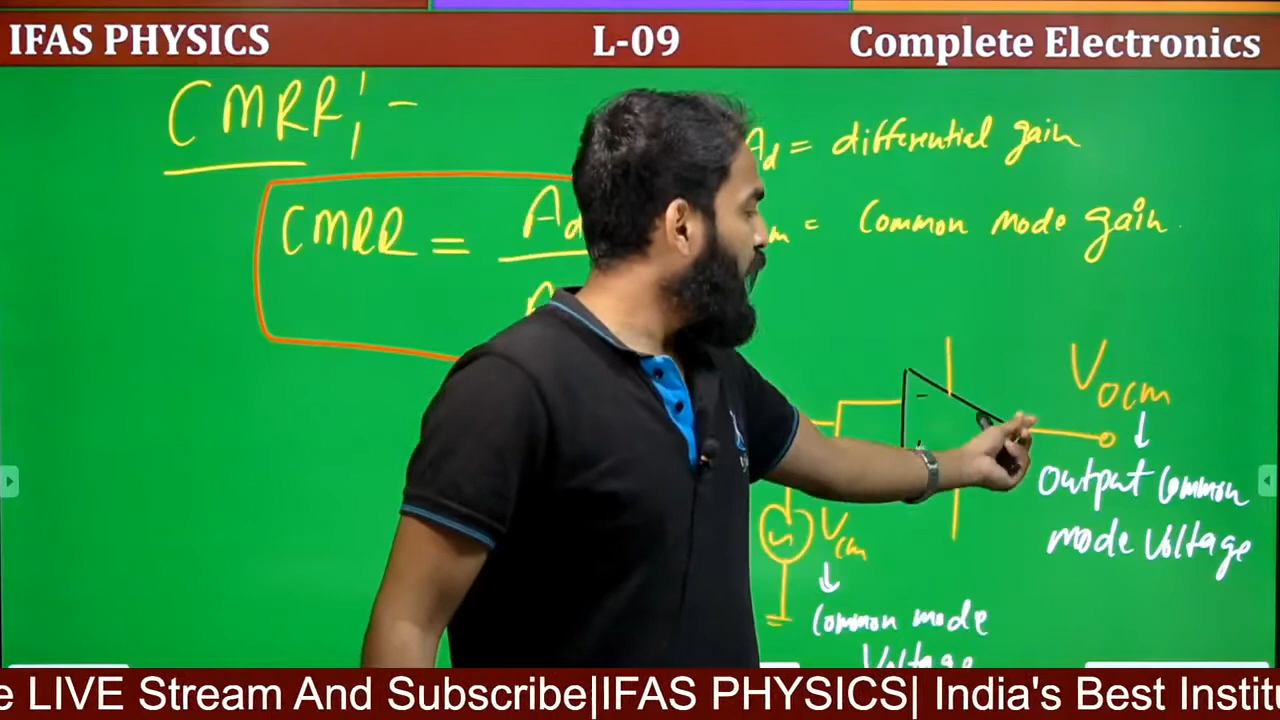 IFAS PHYSICS
L-09
Complete Electronics
CMRR:-
CMRR = Ad
Ad = differential gain
m = Common mode gain.
-
VOCM
↓
Output Common
mode Voltage
Vcm
↓
Common mode
Voltage
e LIVE Stream And Subscribe|IFAS PHYSICS| India's Best Institu